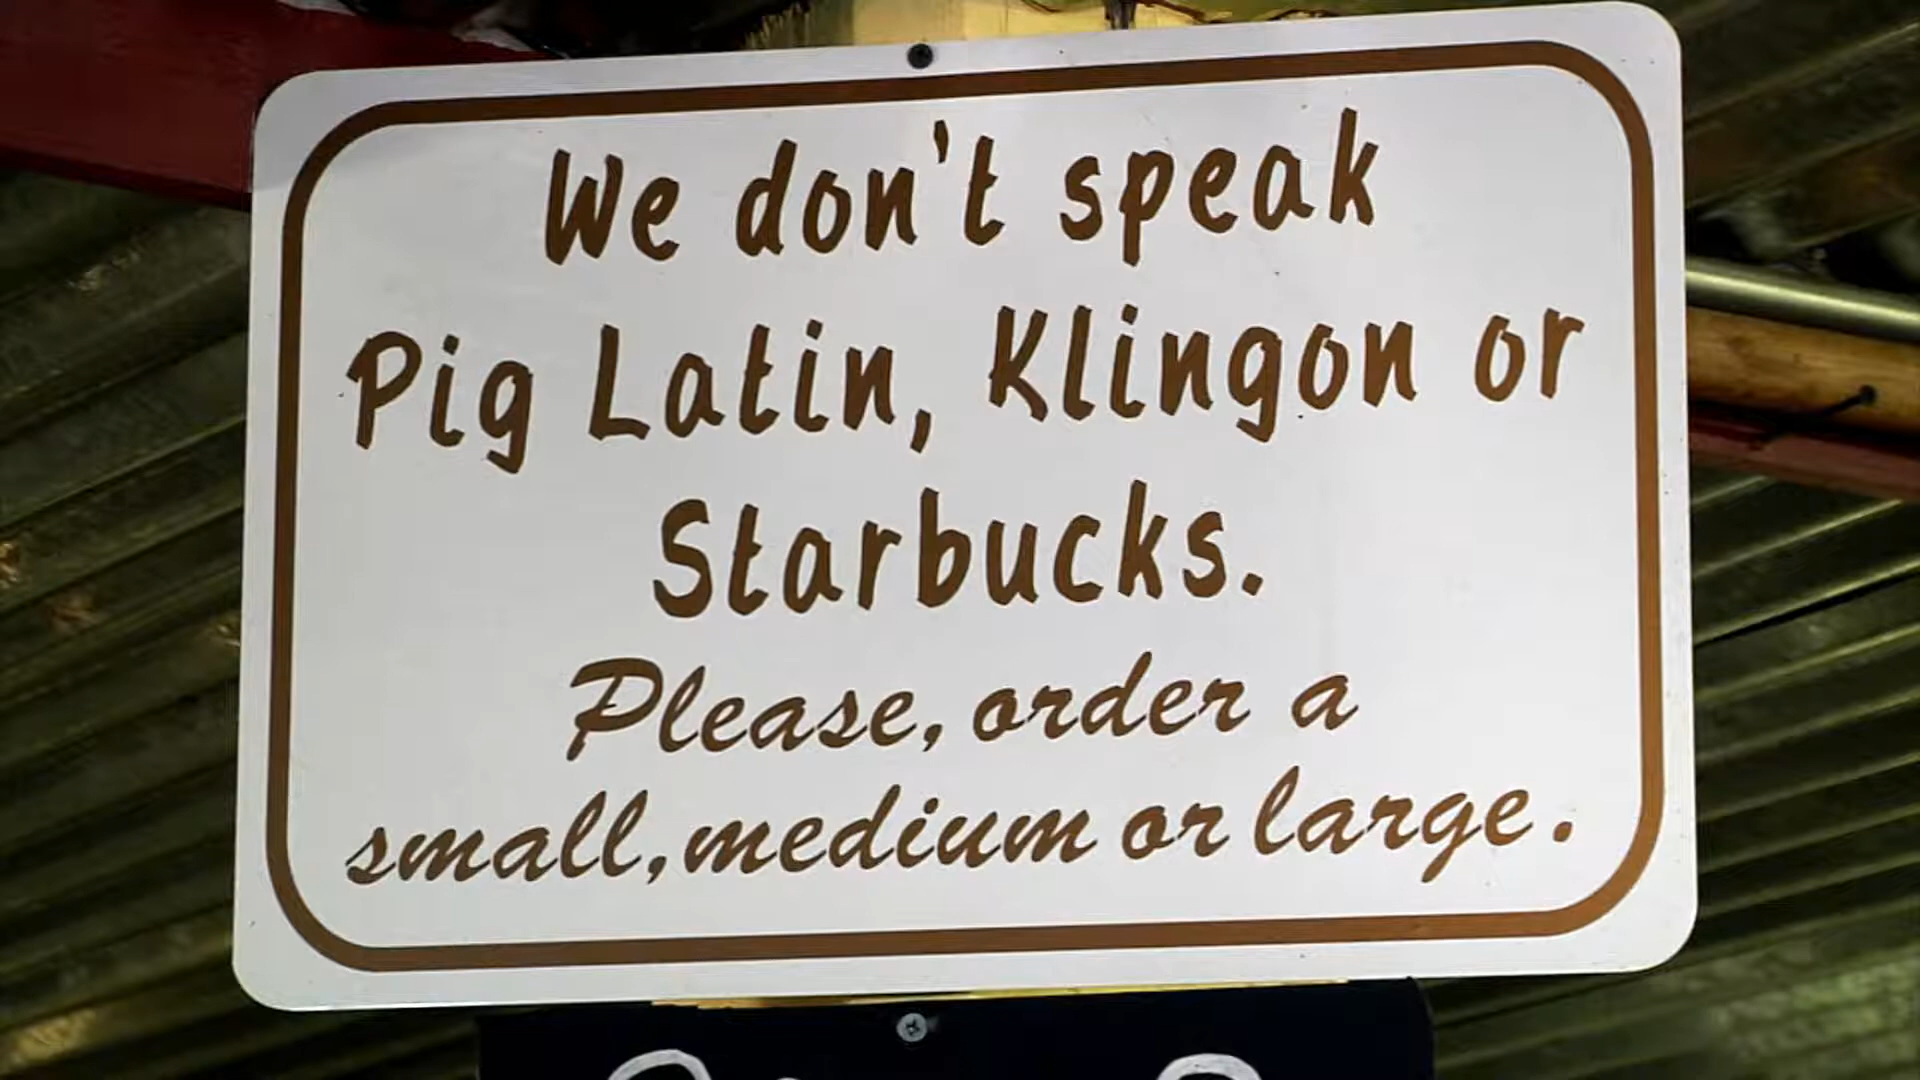 We don't speak
Pig Latin, Klingon or
Starbucks.
Please, order a
small, medium or large.